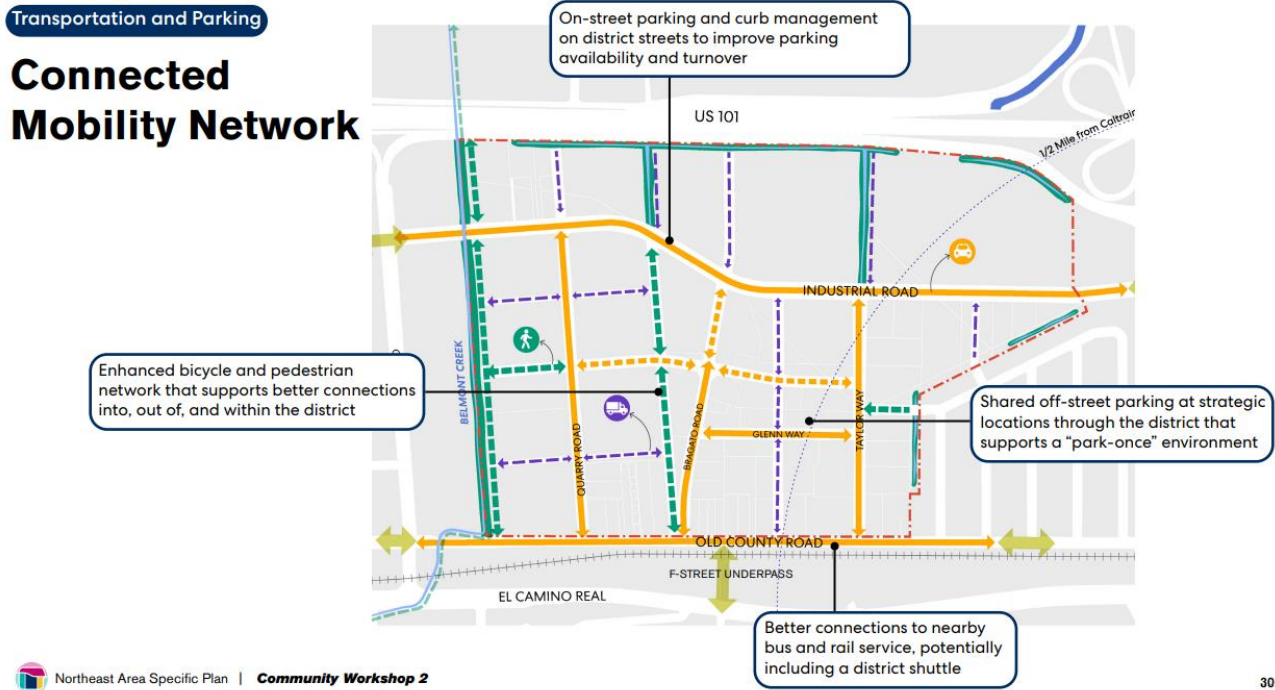 Transportation and Parking
Connected
Mobility Network
On-street parking and curb management
on district streets to improve parking
availability and turnover
US 101
1/2 Mile from Caltrain
INDUSTRIAL ROAD
BELMONT CREEK
Enhanced bicycle and pedestrian
network that supports better connections
into, out of, and within the district
QUARRY ROAD
BRAGATO ROAD
GLENN WAY
TAYLOR WAY
Shared off-street parking at strategic
locations through the district that
supports a “park-once” environment
OLD COUNTY ROAD
F-STREET UNDERPASS
EL CAMINO REAL
Better connections to nearby
bus and rail service, potentially
including a district shuttle
Northeast Area Specific Plan | Community Workshop 2
30